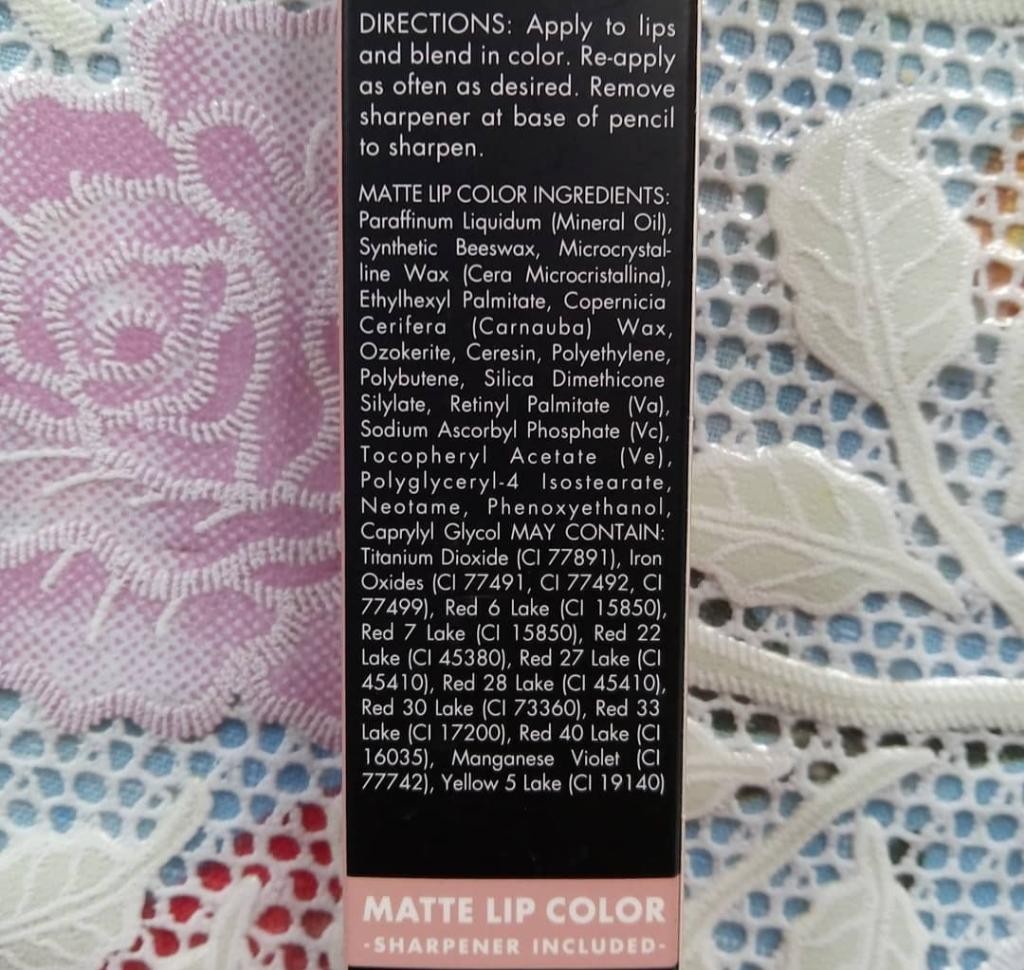 DIRECTIONS: Apply to lips
and blend in color. Re-apply
as often as desired. Remove
sharpener at base of pencil
to sharpen.
MATTE LIP COLOR INGREDIENTS:
Paraffinum Liquidum (Mineral Oil),
Synthetic Beeswax, Microcrystal-
line Wax (Cera Microcristallina),
Ethylhexyl Palmitate, Copernicia
Cerifera (Carnauba) Wax,
Ozokerite, Ceresin, Polyethylene,
Polybutene, Silica Dimethicone
Silylate, Retinyl Palmitate (Va),
Sodium Ascorbyl Phosphate (Vc),
Tocopheryl Acetate (Ve),
Polyglyceryl-4 Isostearate,
Neotame, Phenoxyethanol,
Caprylyl Glycol MAY CONTAIN:
Titanium Dioxide (CI 77891), Iron
Oxides (CI 77491, CI 77492, CI
77499), Red 6 Lake (CI 15850),
Red 7 Lake (CI 15850), Red 22
Lake (CI 45380), Red 27 Lake (CI
45410), Red 28 Lake (CI 45410),
Red 30 Lake (CI 73360), Red 33
Lake (CI 17200), Red 40 Lake (CI
16035), Manganese Violet (CI
77742), Yellow 5 Lake (CI 19140)
MATTE LIP COLOR
-SHARPENER INCLUDED-